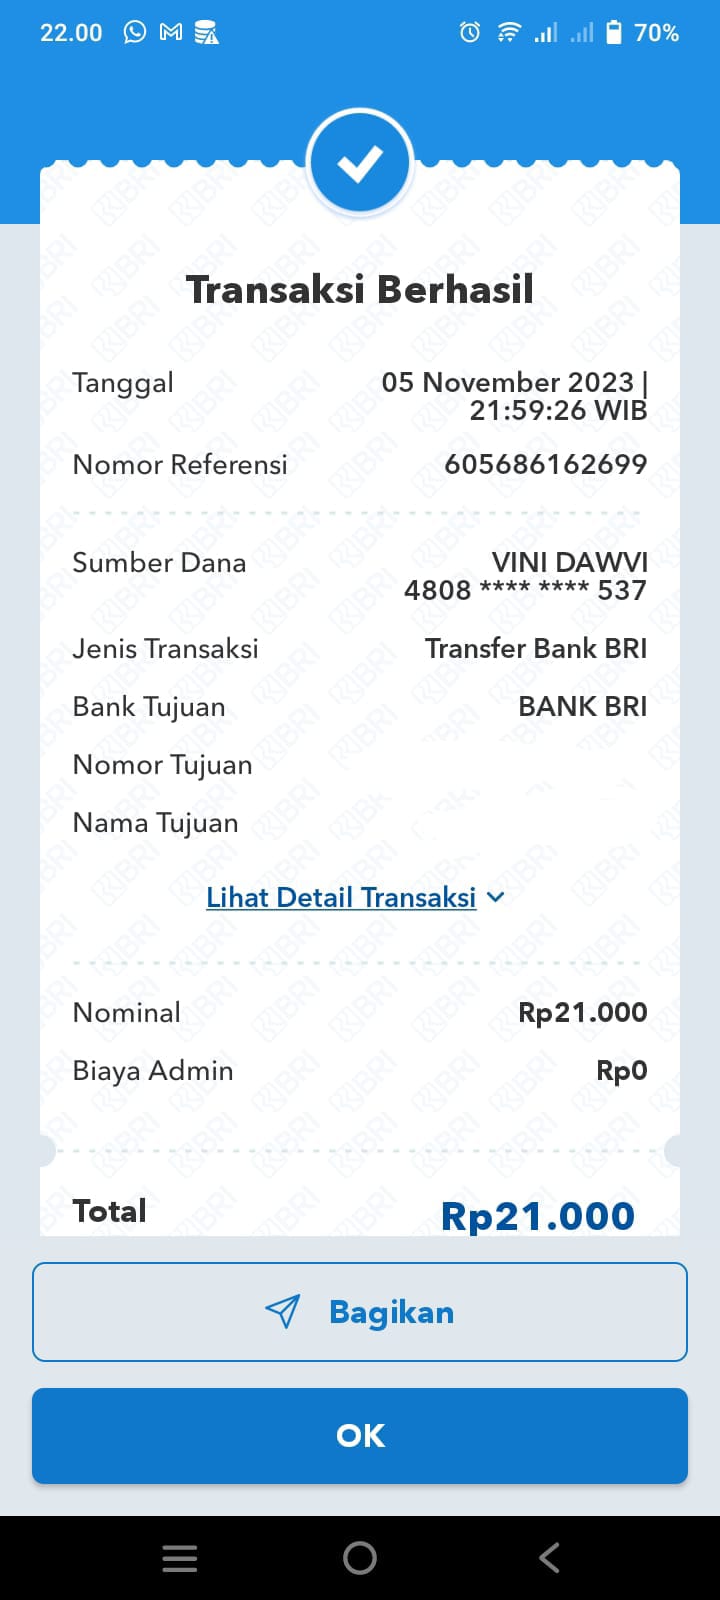 22.00
70%
Transaksi Berhasil
Tanggal
05 November 2023 |
21:59:26 WIB
Nomor Referensi
605686162699
Sumber Dana
VINI DAWVI
4808 **** **** 537
Jenis Transaksi
Transfer Bank BRI
Bank Tujuan
BANK BRI
Nomor Tujuan
Nama Tujuan
Lihat Detail Transaksi
Nominal
Rp21.000
Biaya Admin
Rp0
Total
Rp21.000
Bagikan
OK